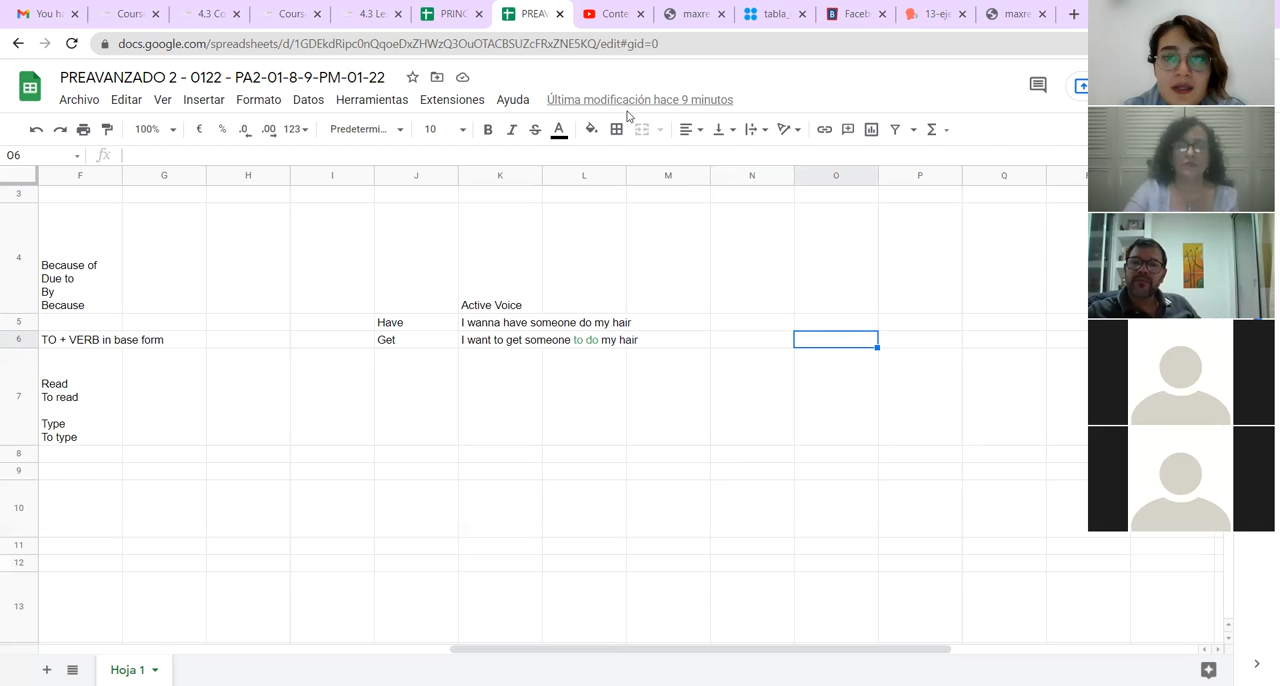 You ha
Course
4.3 Co
Course
4.3 Le
PRINC
PREAV
Conte
maxre
tabla_
Faceb
13-eje
maxre
docs.google.com/spreadsheets/d/1GDEkdRipc0nQqoeDxZHWzQ3OuOTACBSUZcFRxZNE5KQ/edit#gid=0
PREAVANZADO 2 - 0122 - PA2-01-8-9-PM-01-22
Archivo Editar Ver Insertar Formato Datos Herramientas Extensiones Ayuda Última modificación hace 9 minutos
100% € % .0 .00 123 Predetermi... 10 B I S A
O6 fx
F G H I J K L M N O P Q
3
4
Because of
Due to
By
Because
Active Voice
5 Have I wanna have someone do my hair
6 TO + VERB in base form Get I want to get someone to do my hair
7
Read
To read
Type
To type
8
9
10
11
12
13
Hoja 1